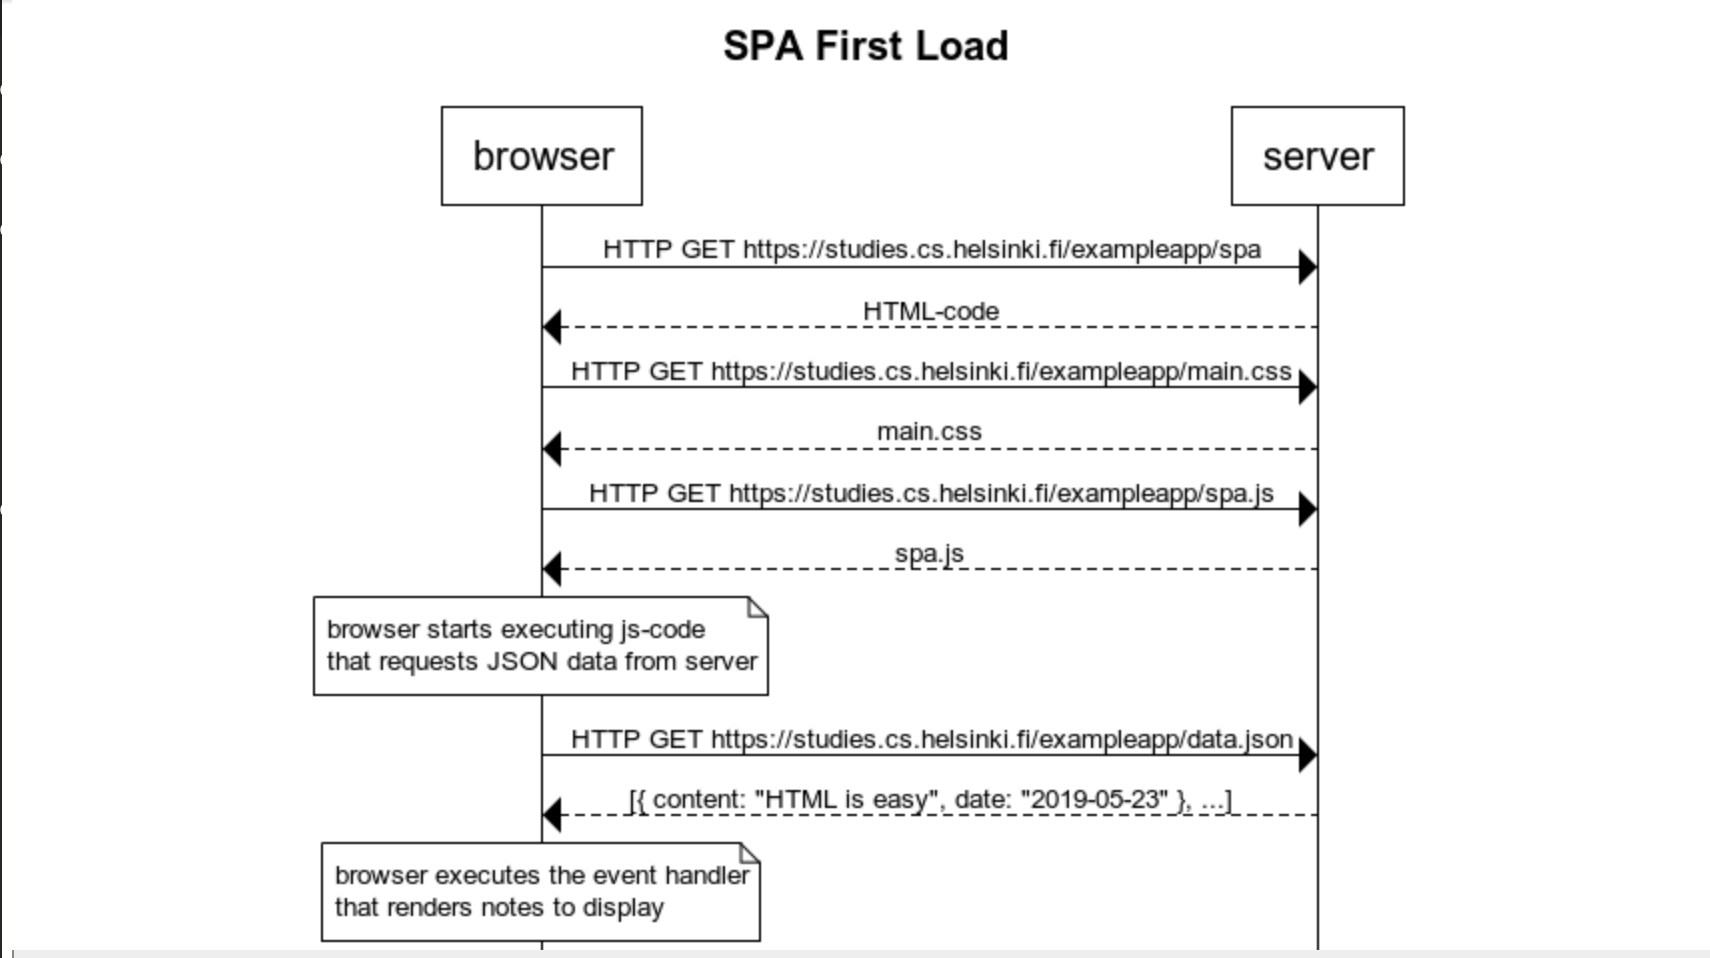 SPA First Load
browser
server
HTTP GET https://studies.cs.helsinki.fi/exampleapp/spa
HTML-code
HTTP GET https://studies.cs.helsinki.fi/exampleapp/main.css
main.css
HTTP GET https://studies.cs.helsinki.fi/exampleapp/spa.js
spa.js
browser starts executing js-code
that requests JSON data from server
HTTP GET https://studies.cs.helsinki.fi/exampleapp/data.json
[{ content: "HTML is easy", date: "2019-05-23" }, ...]
browser executes the event handler
that renders notes to display